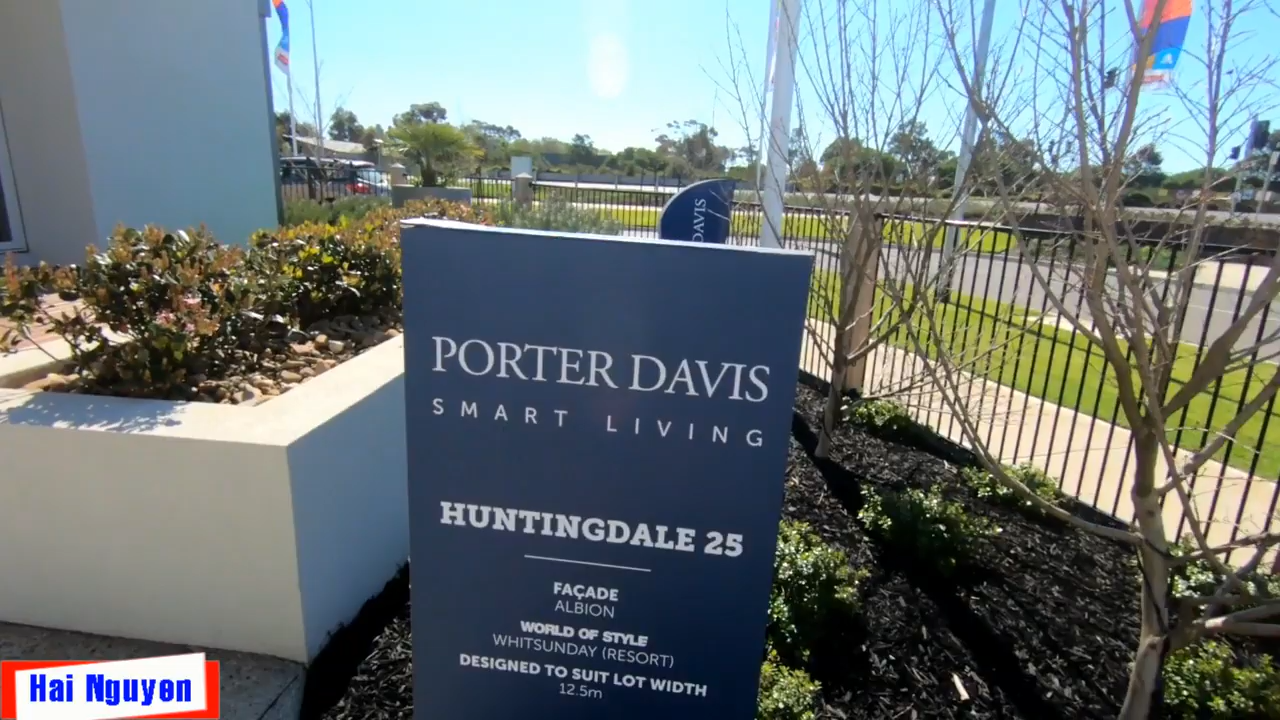 DAVIS
PORTER DAVIS
SMART LIVING
HUNTINGDALE 25
FAÇADE
ALBION
WORLD OF STYLE
WHITSUNDAY (RESORT)
DESIGNED TO SUIT LOT WIDTH
12.5m
Hai Nguyen